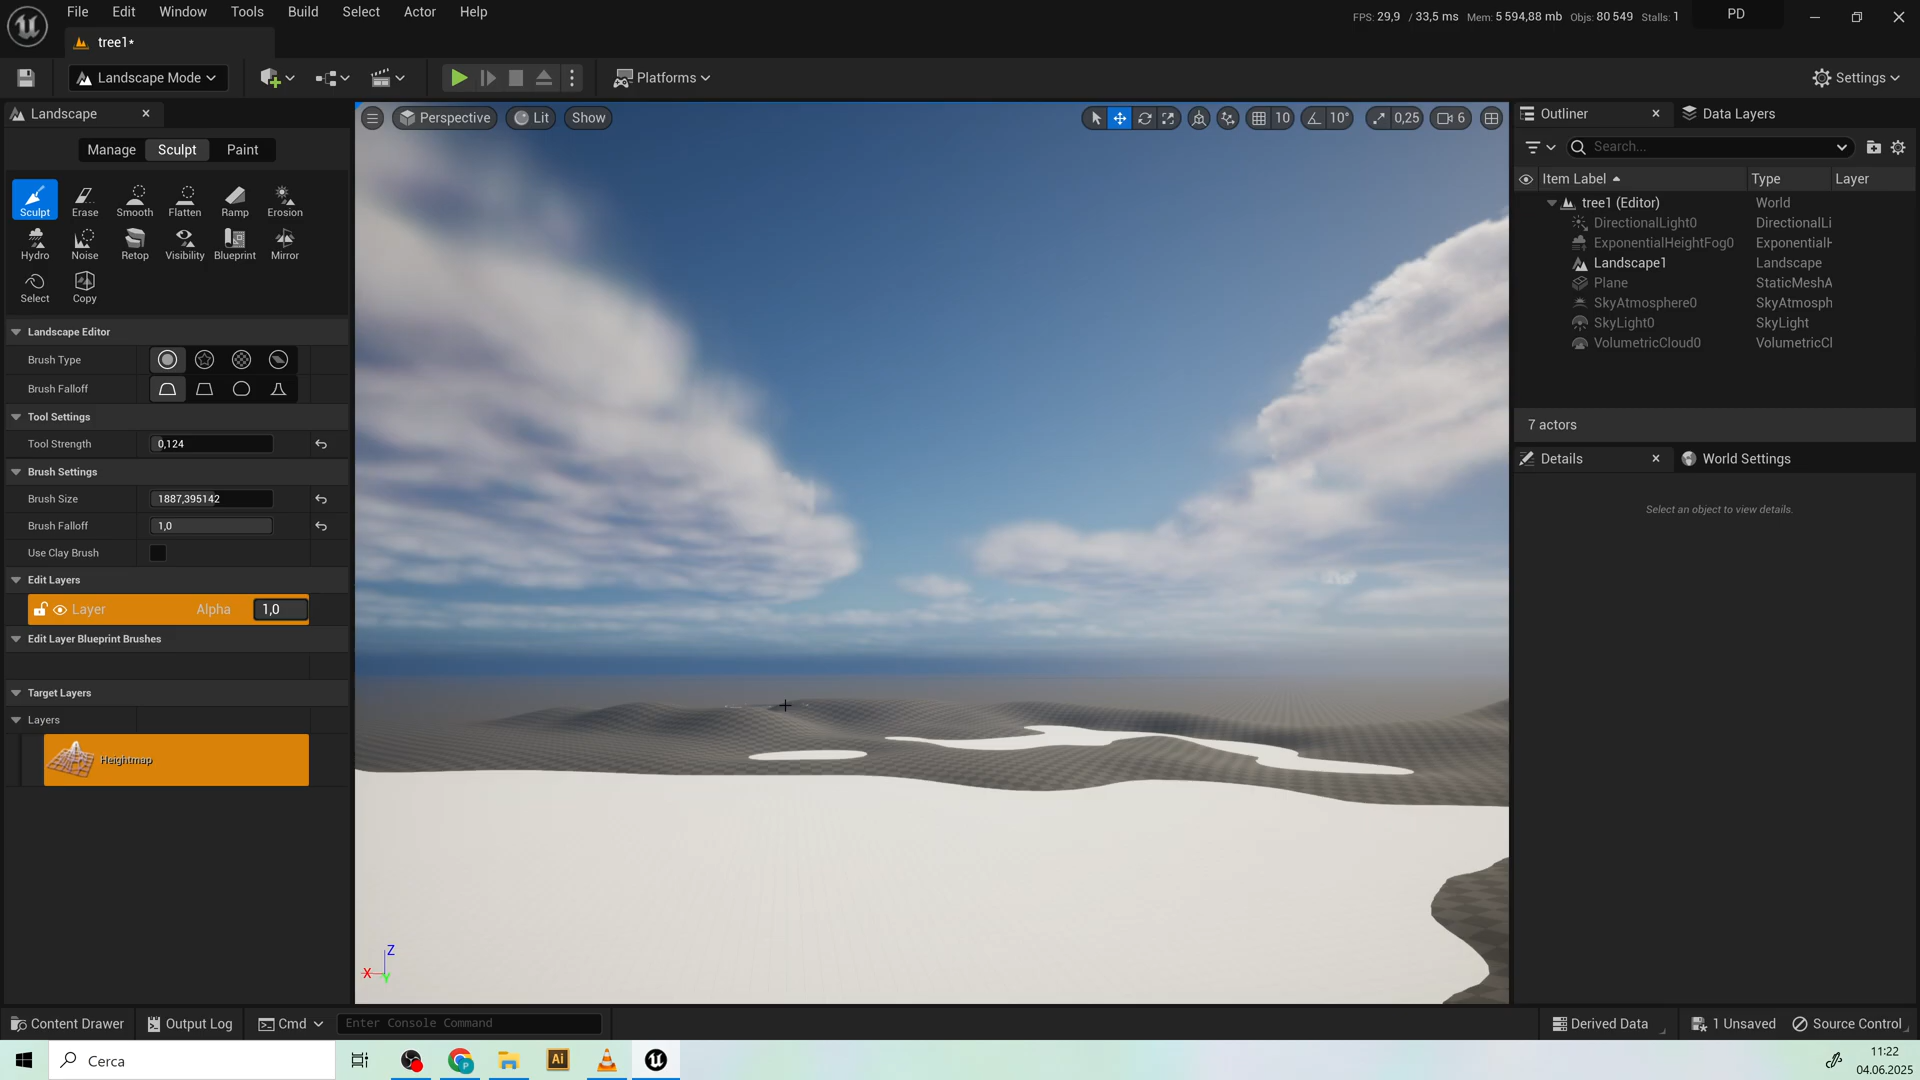 File Edit Window Tools Build Select Actor Help
FPS: 29,9 / 33,5 ms Mem: 5 594,88 mb Objs: 80 549 Stalls: 1 PD
tree1*
Landscape Mode Platforms Settings
Landscape
Manage Sculpt Paint
Sculpt Erase Smooth Flatten Ramp Erosion
Hydro Noise Retop Visibility Blueprint Mirror
Select Copy
Landscape Editor
Brush Type
Brush Falloff
Tool Settings
Tool Strength 0,124
Brush Settings
Brush Size 1887,395142
Brush Falloff 1,0
Use Clay Brush
Edit Layers
Layer Alpha 1,0
Edit Layer Blueprint Brushes
Target Layers
Layers
Heightmap
Perspective Lit Show 10 10° 0,25 6
X Z Y
Outliner Data Layers
Search...
Item Label Type Layer
tree1 (Editor) World
DirectionalLight0 DirectionalLi
ExponentialHeightFog0 ExponentialH
Landscape1 Landscape
Plane StaticMeshA
SkyAtmosphere0 SkyAtmosph
SkyLight0 SkyLight
VolumetricCloud0 VolumetricCl
7 actors
Details World Settings
Select an object to view details.
Content Drawer Output Log Cmd Enter Console Command Derived Data 1 Unsaved Source Control
Cerca Ai 11:22
04.06.2025